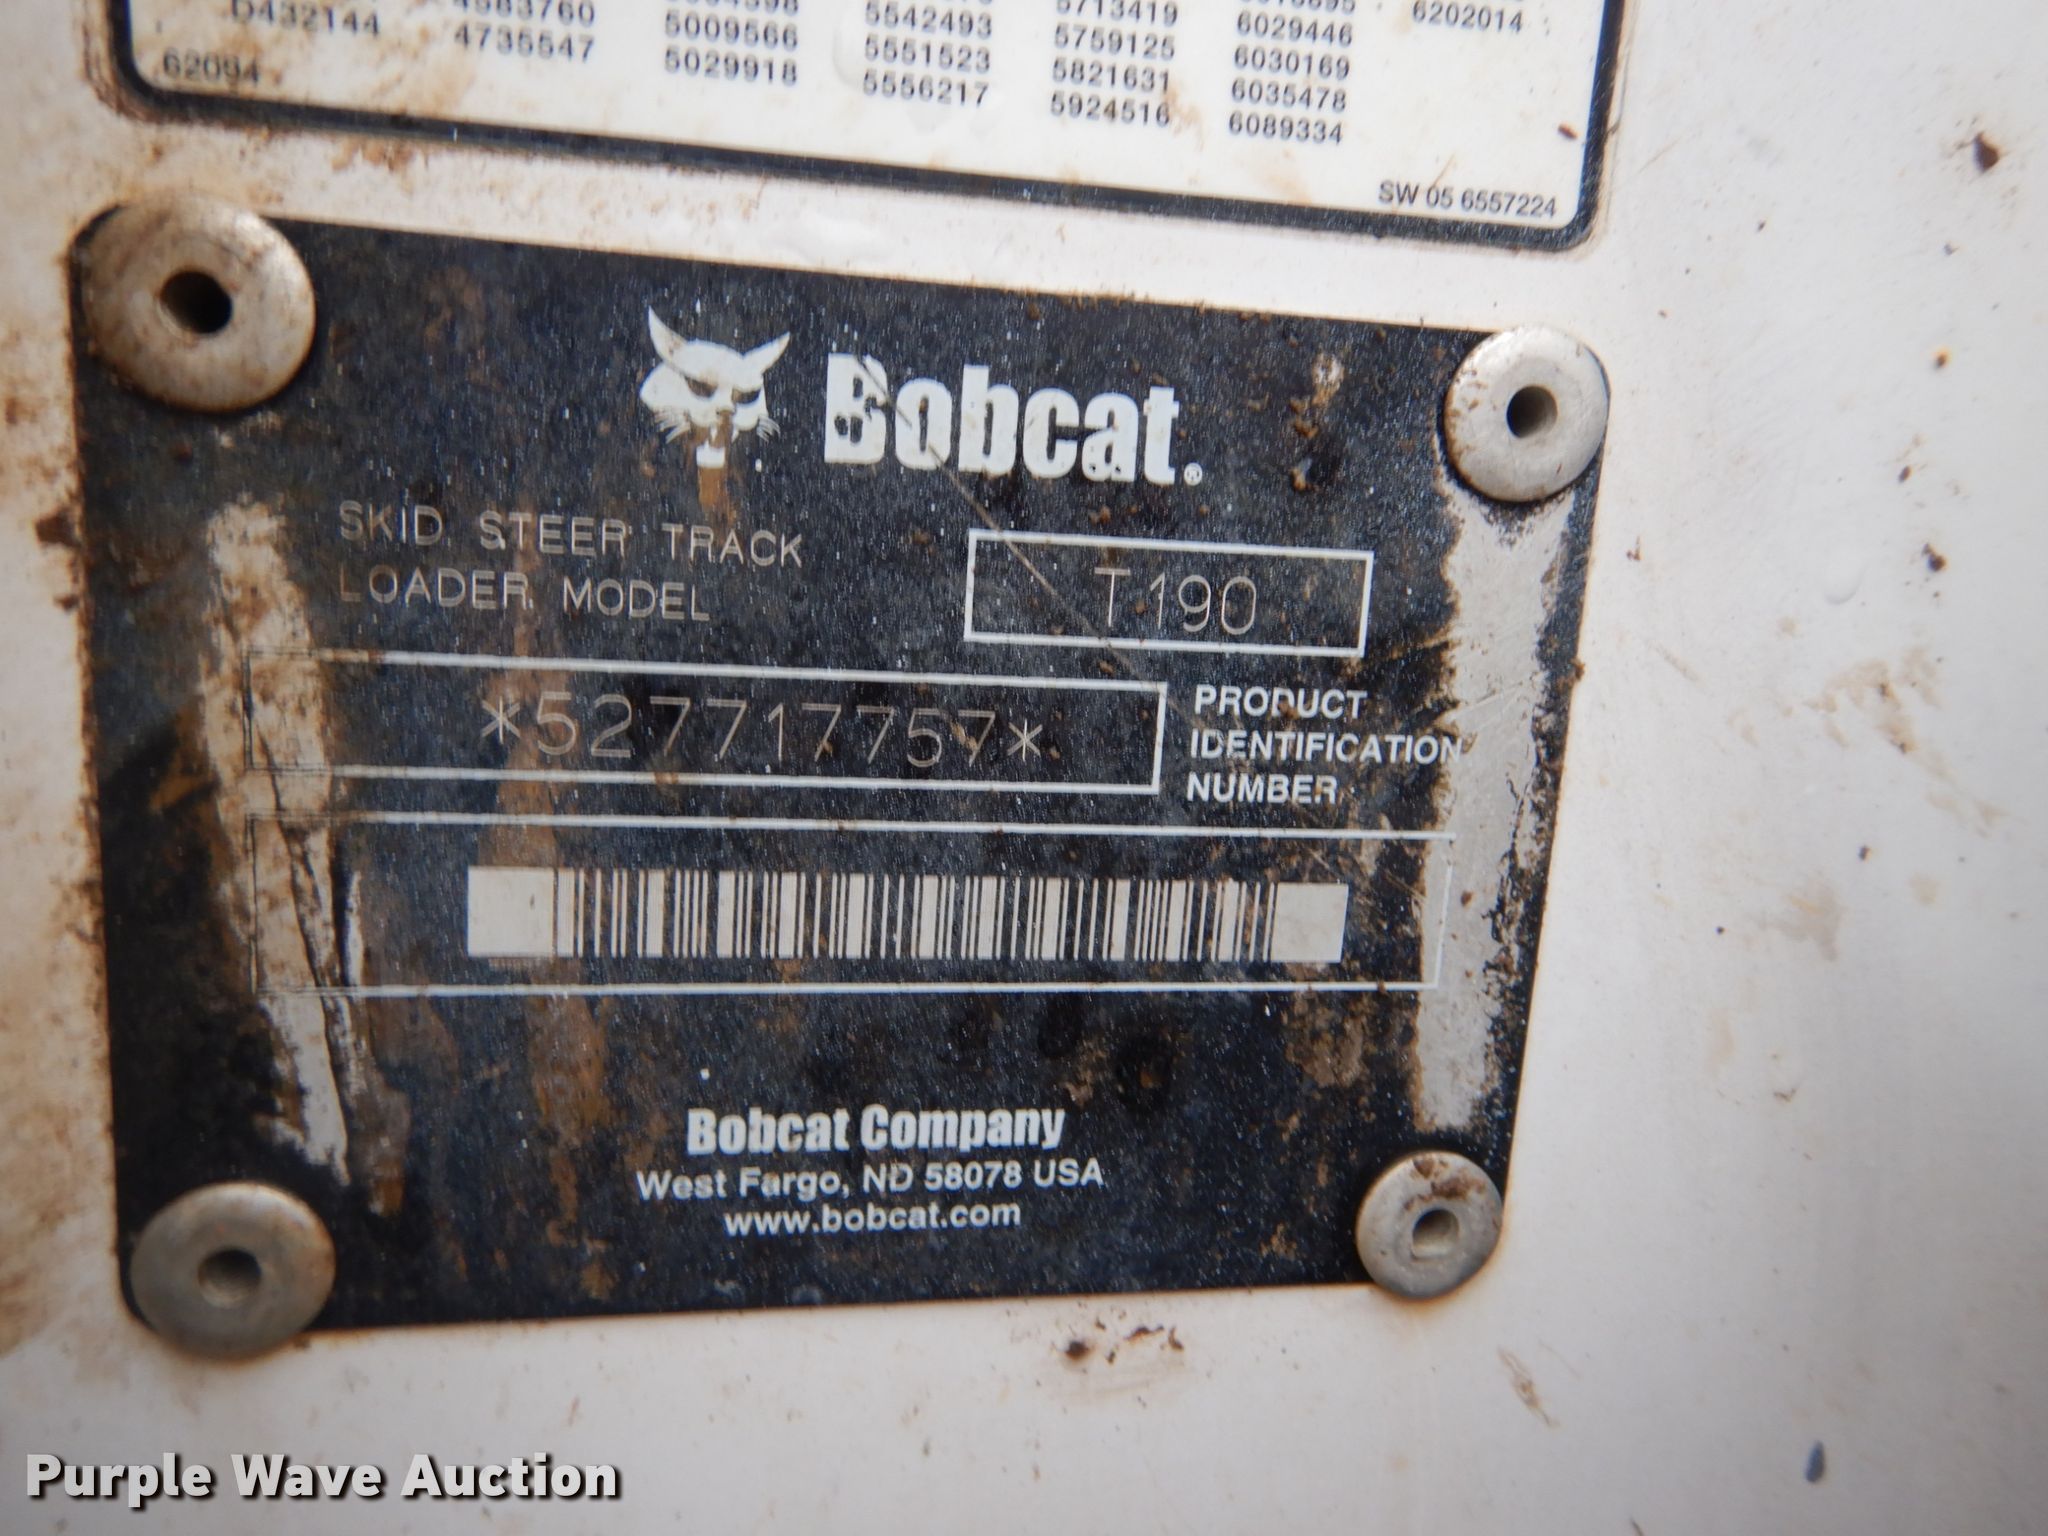 D432144
62094
4583760
4735547
5009566
5029918
5542493
5551523
5556217
5713419
5759125
5821631
5924516
6029446
6030169
6035478
6089334
6202014
SW 05 6557224
Bobcat®
SKID STEER TRACK
LOADER MODEL
T190
*527717757*
PRODUCT
IDENTIFICATION
NUMBER
Bobcat Company
West Fargo, ND 58078 USA
www.bobcat.com
Purple Wave Auction